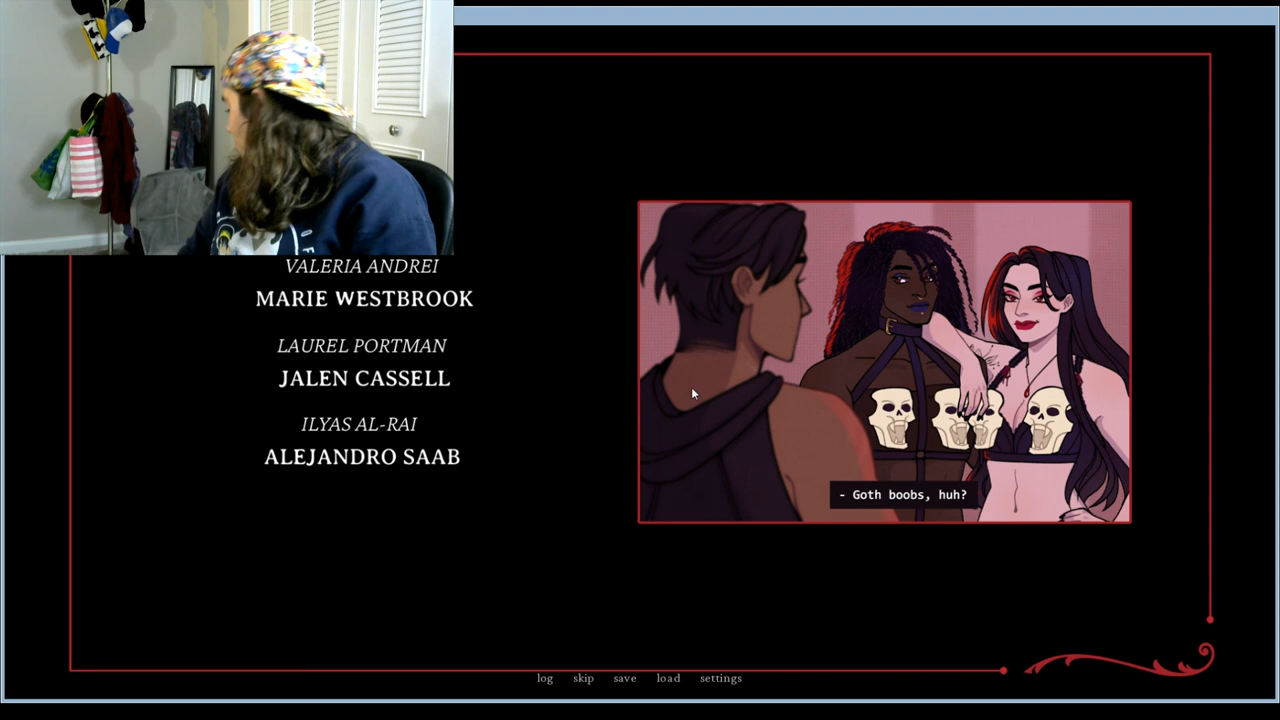 VALERIA ANDREI
MARIE WESTBROOK
LAUREL PORTMAN
JALEN CASSELL
ILYAS AL-RAI
ALEJANDRO SAAB
- Goth boobs, huh?
log skip save load settings